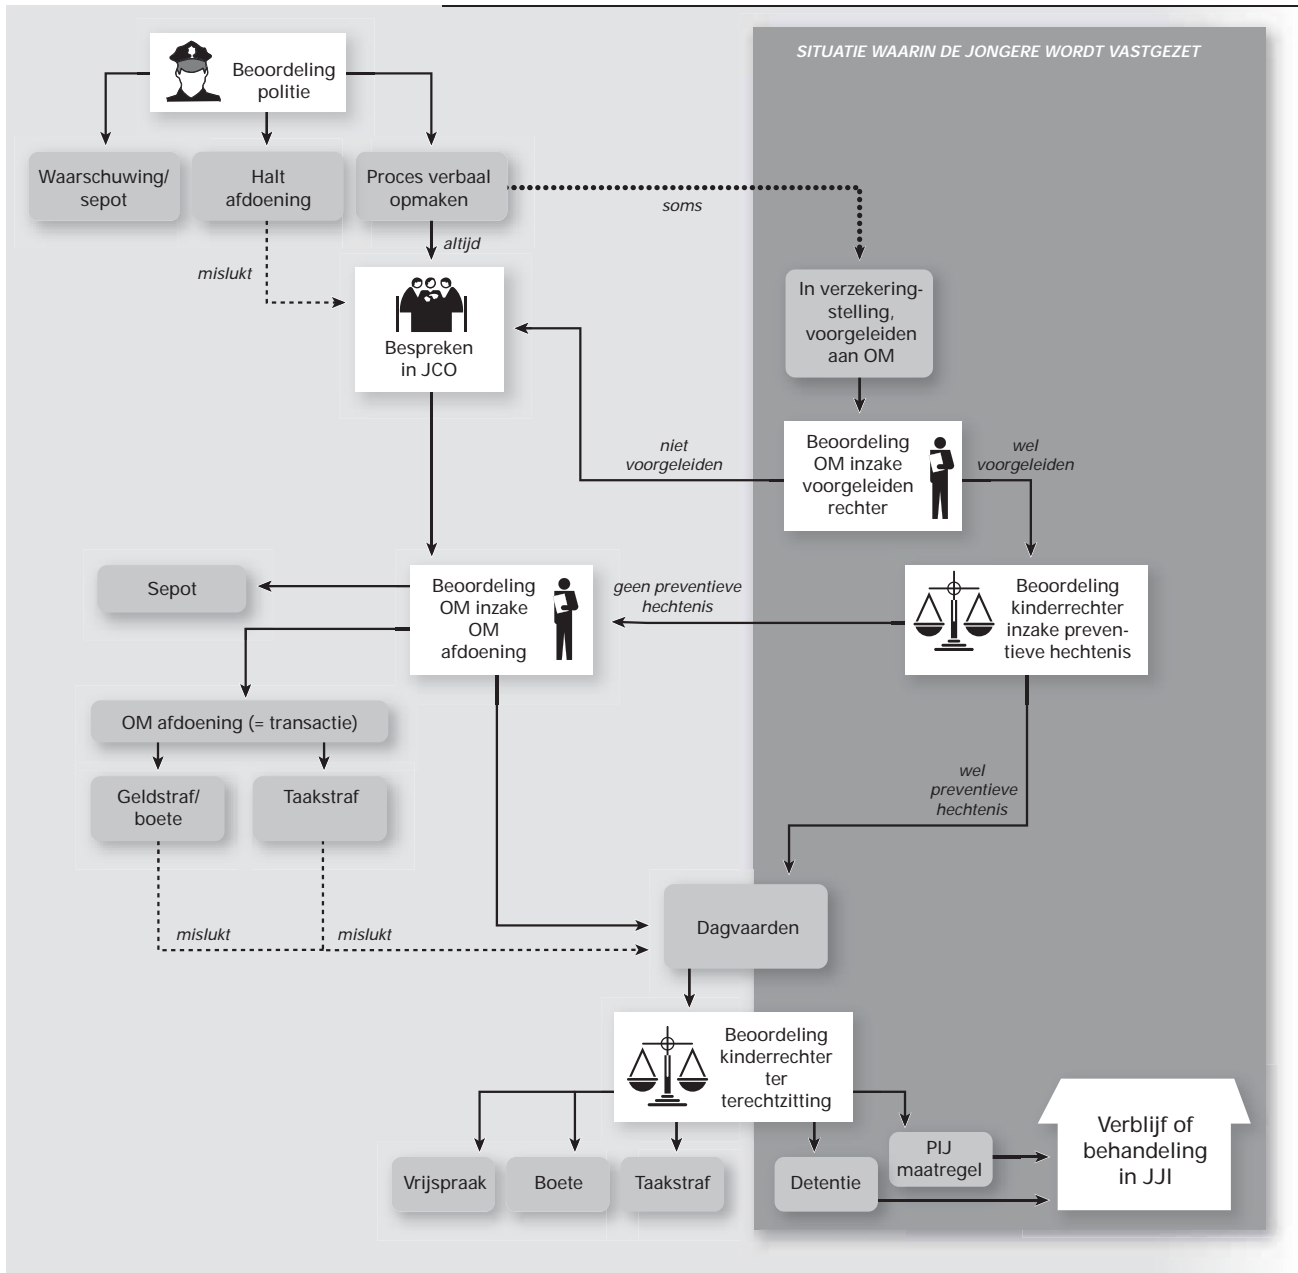 SITUATIE WAARIN DE JONGERE WORDT VASTGEZET
Beoordeling
politie
Waarschuwing/
sepot
Halt
afdoening
Proces verbaal
opmaken
soms
altijd
mislukt
In verzekering-
stelling,
voorgeleiden
aan OM
Bespreken
in JCO
niet
voorgeleiden
Beoordeling
OM inzake
voorgeleiden
rechter
wel
voorgeleiden
Sepot
Beoordeling
OM inzake
OM
afdoening
geen preventieve
hechtenis
Beoordeling
kinderrechter
inzake preven-
tieve hechtenis
OM afdoening (= transactie)
Geldstraf/
boete
Taakstraf
wel
preventieve
hechtenis
mislukt
mislukt
Dagvaarden
Beoordeling
kinderrechter
ter
terechtzitting
Vrijspraak
Boete
Taakstraf
Detentie
PIJ
maatregel
Verblijf of
behandeling
in JJI